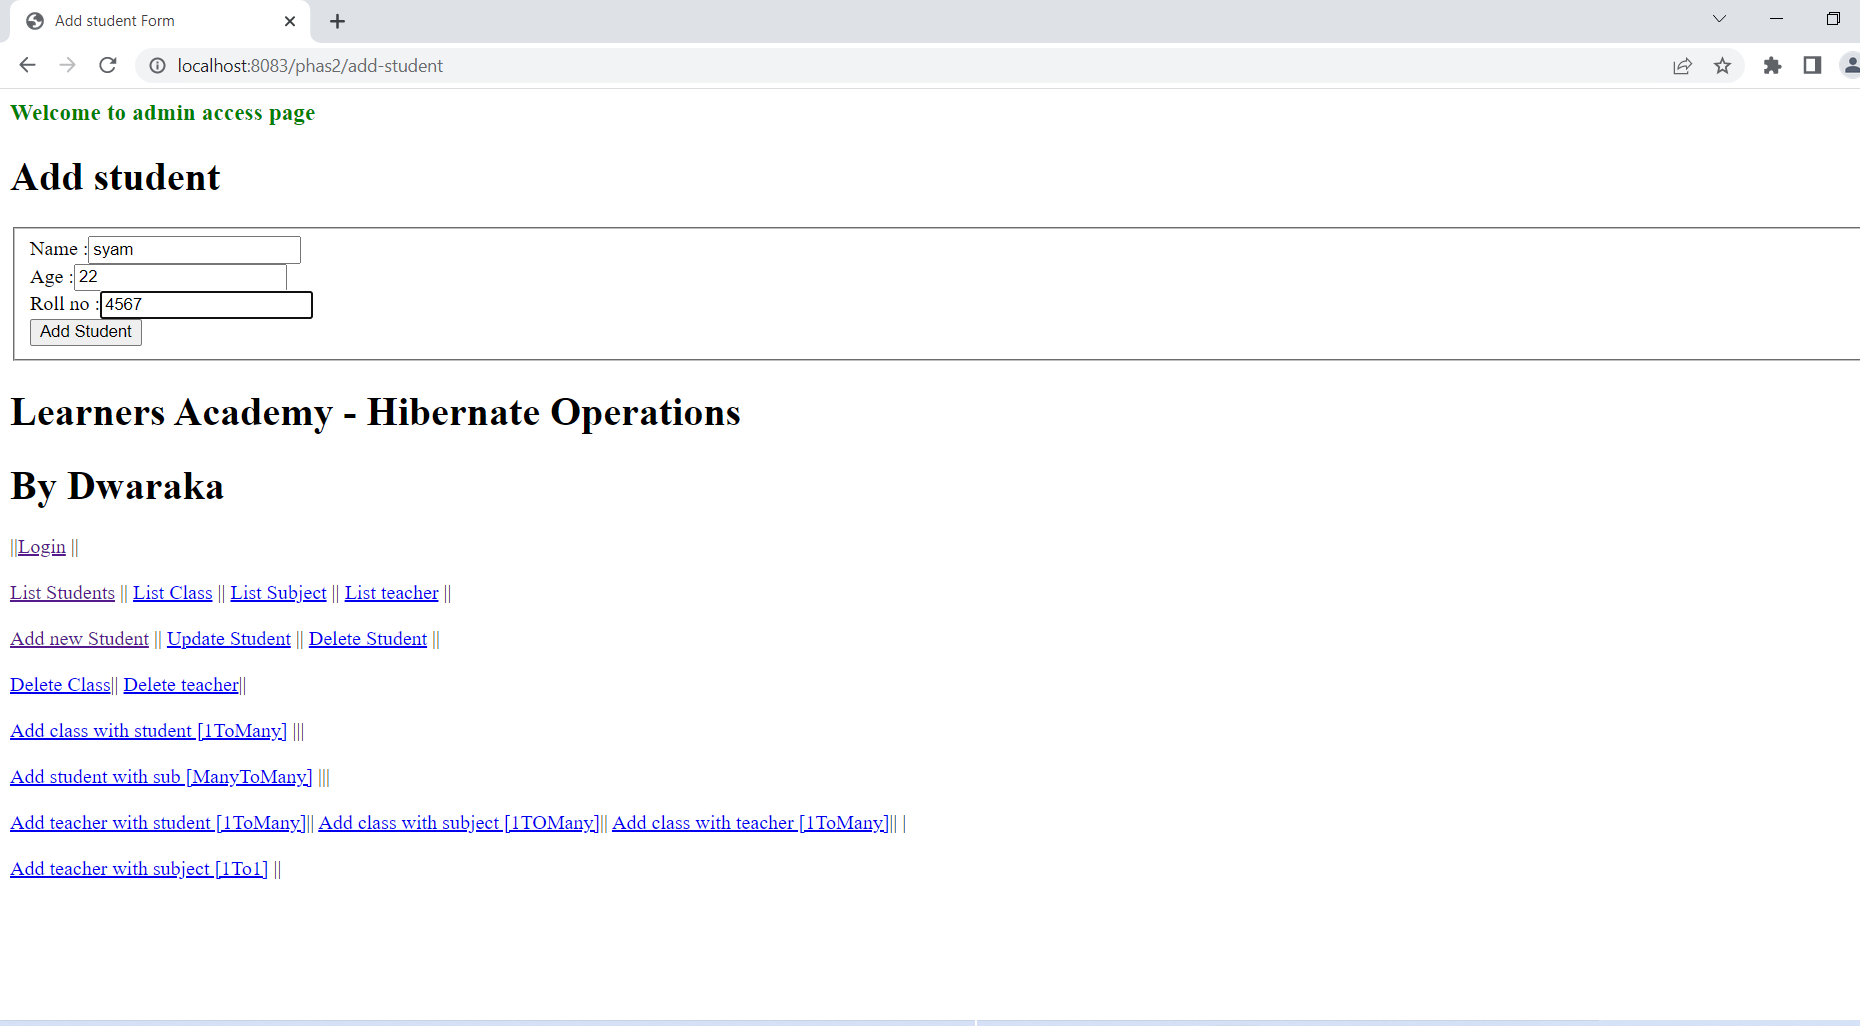 Add student Form
localhost:8083/phas2/add-student
Welcome to admin access page
Add student
Name :syam
Age :22
Roll no :4567
Add Student
Learners Academy - Hibernate Operations
By Dwaraka
||Login ||
List Students || List Class || List Subject || List teacher ||
Add new Student || Update Student || Delete Student ||
Delete Class|| Delete teacher||
Add class with student [1ToMany] |||
Add student with sub [ManyToMany] |||
Add teacher with student [1ToMany]|| Add class with subject [1TOMany]|| Add class with teacher [1ToMany]|| |
Add teacher with subject [1To1] ||